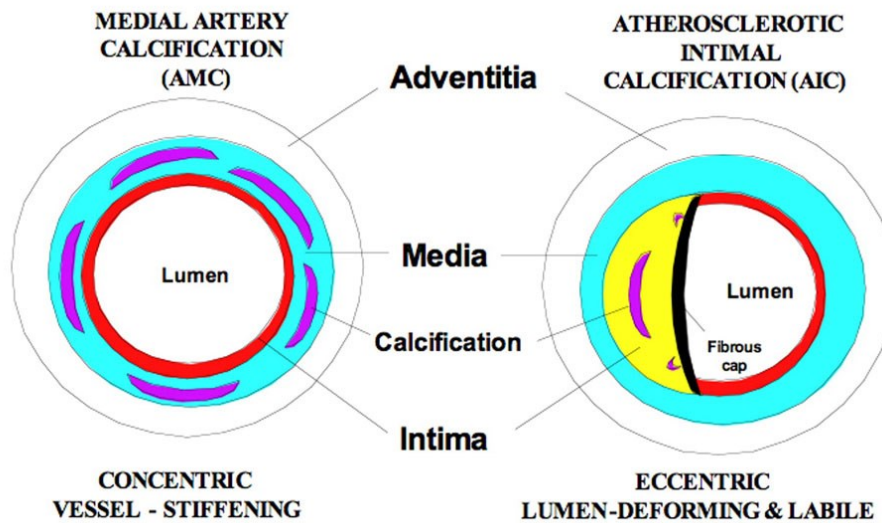 MEDIAL ARTERY
CALCIFICATION
(AMC)
ATHEROSCLEROTIC
INTIMAL
CALCIFICATION (AIC)
Adventitia
Lumen
Media
Lumen
Calcification
Fibrous
cap
Intima
CONCENTRIC
VESSEL - STIFFENING
ECCENTRIC
LUMEN-DEFORMING & LABILE